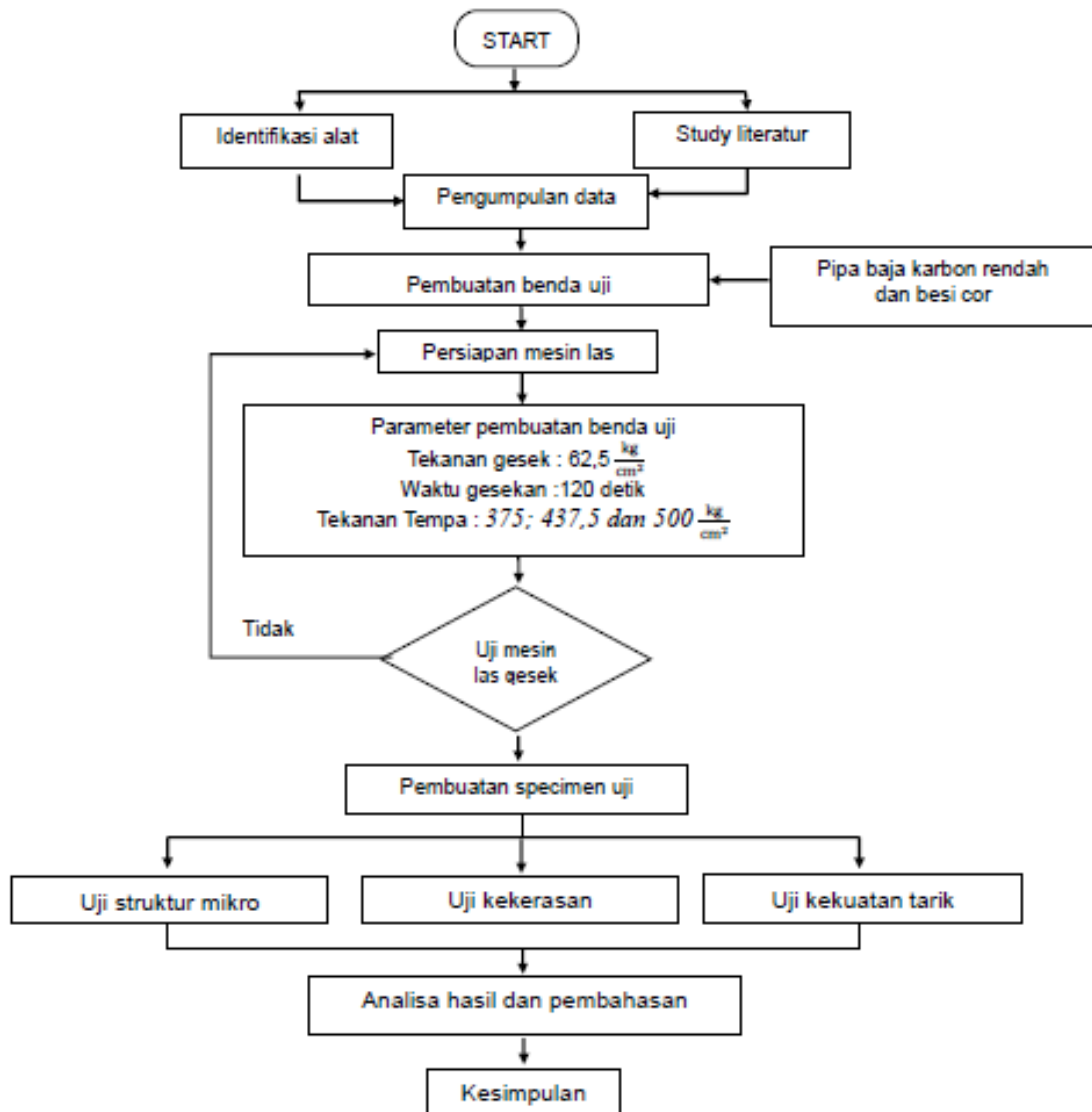 START
Identifikasi alat
Study literatur
Pengumpulan data
Pembuatan benda uji
Pipa baja karbon rendah
dan besi cor
Persiapan mesin las
Parameter pembuatan benda uji
Tekanan gesek : 62,5 kg/cm²
Waktu gesekan :120 detik
Tekanan Tempa : 375; 437,5 dan 500 kg/cm²
Tidak
Uji mesin
las gesek
Pembuatan specimen uji
Uji struktur mikro
Uji kekerasan
Uji kekuatan tarik
Analisa hasil dan pembahasan
Kesimpulan